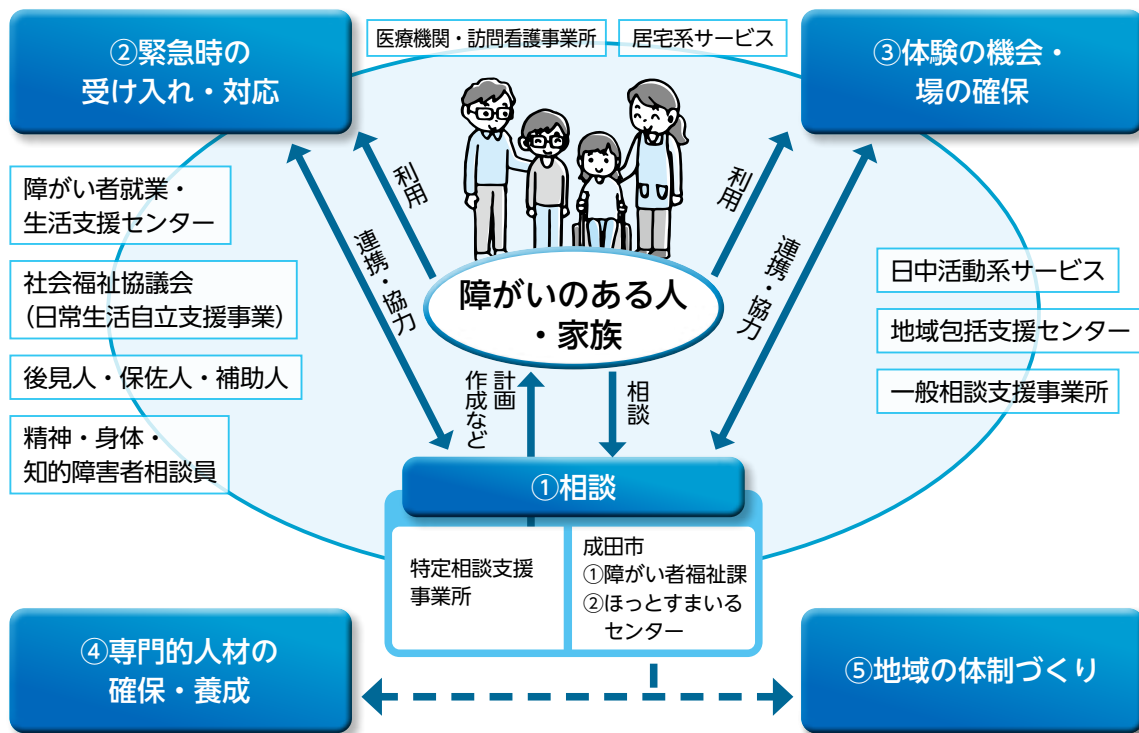 ②緊急時の
受け入れ・対応
医療機関・訪問看護事業所
居宅系サービス
③体験の機会・
場の確保
利用
利用
連携・協力
連携・協力
障がい者就業・
生活支援センター
社会福祉協議会
(日常生活自立支援事業)
後見人・保佐人・補助人
精神・身体・
知的障害者相談員
障がいのある人
・家族
日中活動系サービス
地域包括支援センター
一般相談支援事業所
計画
作成など
相談
①相談
特定相談支援
事業所
成田市
①障がい者福祉課
②ほっとすまいる
センター
④専門的人材の
確保・養成
⑤地域の体制づくり